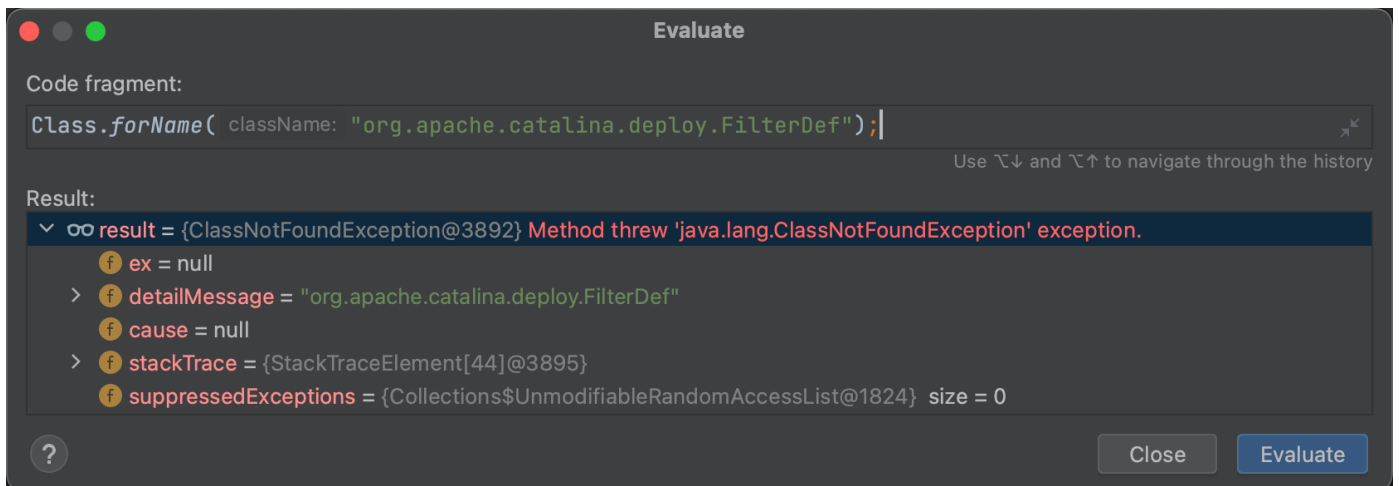 Evaluate
Code fragment:
Class.forName( className: "org.apache.catalina.deploy.FilterDef");
Use ⌥↓ and ⌥↑ to navigate through the history
Result:
oo result = {ClassNotFoundException@3892} Method threw 'java.lang.ClassNotFoundException' exception.
f ex = null
f detailMessage = "org.apache.catalina.deploy.FilterDef"
f cause = null
f stackTrace = {StackTraceElement[44]@3895}
f suppressedExceptions = {Collections$UnmodifiableRandomAccessList@1824} size = 0
? Close Evaluate